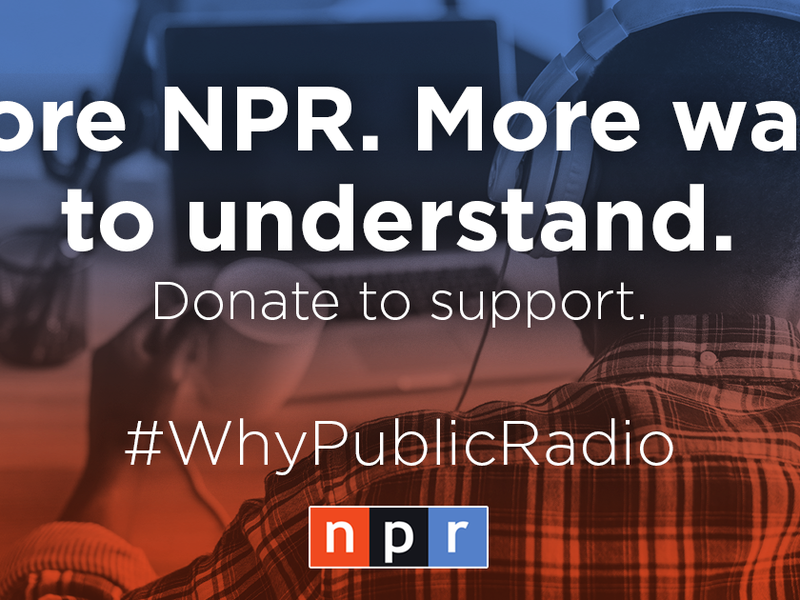 ore NPR. More wa
to understand.
Donate to support.
#WhyPublicRadio
npr